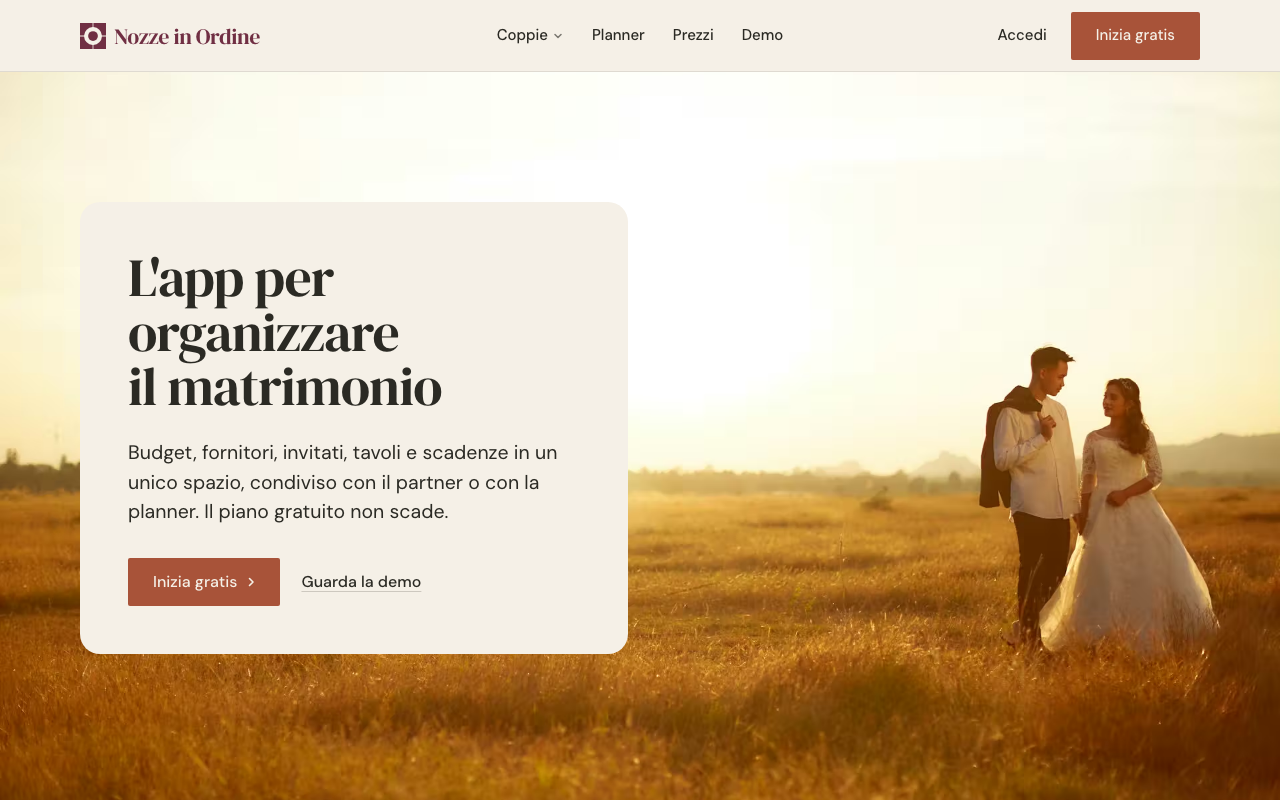 Nozze in Ordine
Coppie
Planner
Prezzi
Demo
Accedi
Inizia gratis
L'app per
organizzare
il matrimonio
Budget, fornitori, invitati, tavoli e scadenze in un
unico spazio, condiviso con il partner o con la
planner. Il piano gratuito non scade.
Inizia gratis
Guarda la demo